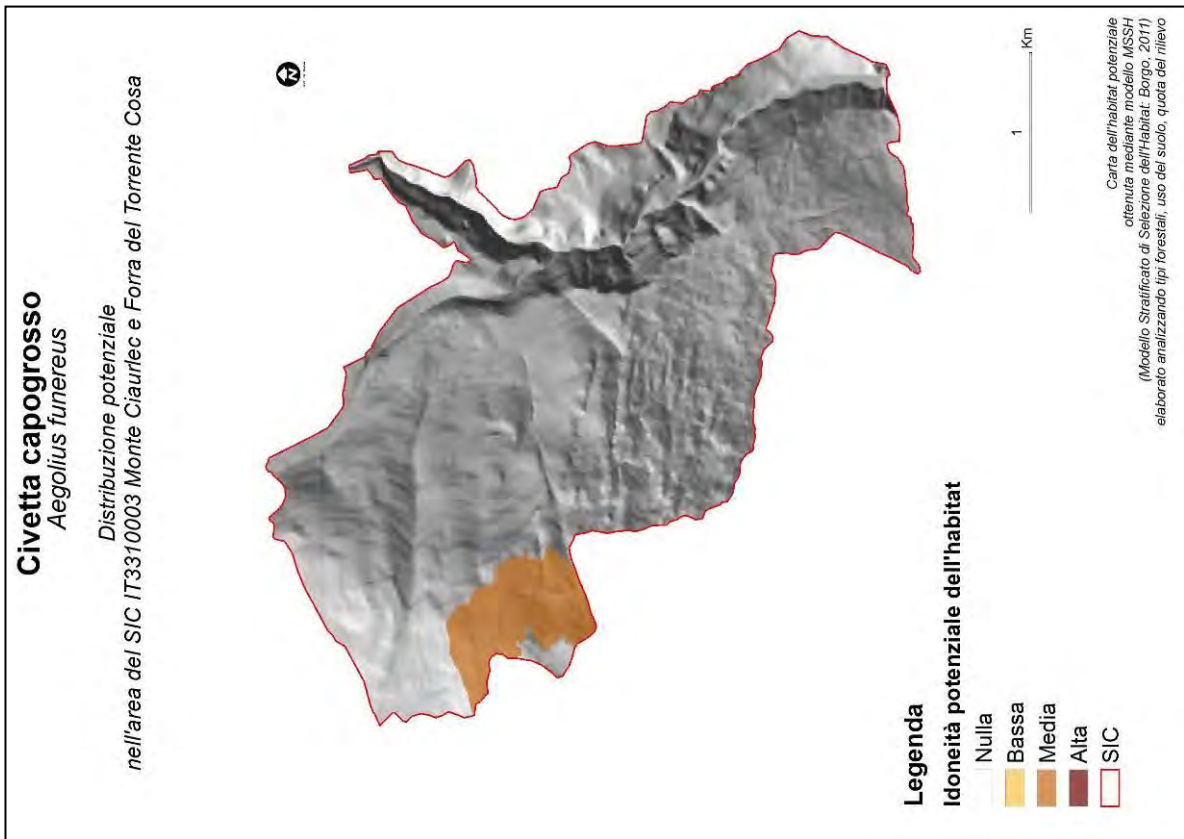 Civetta capogrosso
Aegolius funereus
Distribuzione potenziale
nell'area del SIC IT3310003 Monte Ciaurlec e Forra del Torrente Cosa
N
1
Km
Legenda
Idoneità potenziale dell'habitat
Nulla
Bassa
Media
Alta
SIC
Carta dell'habitat potenziale
ottenuta mediante modello MSSH
(Modello Stratificato di Selezione dell'Habitat: Borgo, 2011)
elaborato analizzando tipi forestali, uso del suolo, quota del rilievo